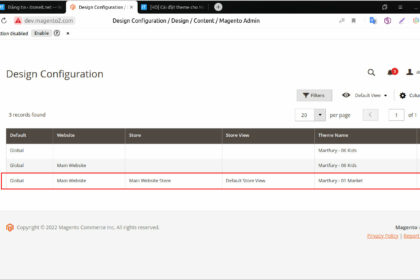 Đăng tin - itsnekt.net
Design Configuration /
[HD] Cài đặt theme cho
dev.magento2.com
Design Configuration / Design / Content / Magento Admin
tion Disabled Enable
Design Configuration
Filters Default View Colu
3 records found 20 per page 1 of 1
Default Website Store Store View Theme Name
Global Martfury - 06 Kids
Global Main Website Martfury - 06 Kids
Global Main Website Main Website Store Default Store View Martfury - 01 Market
Copyright © 2022 Magento Commerce Inc. All rights reserved.
Magento
Privacy Policy | Report